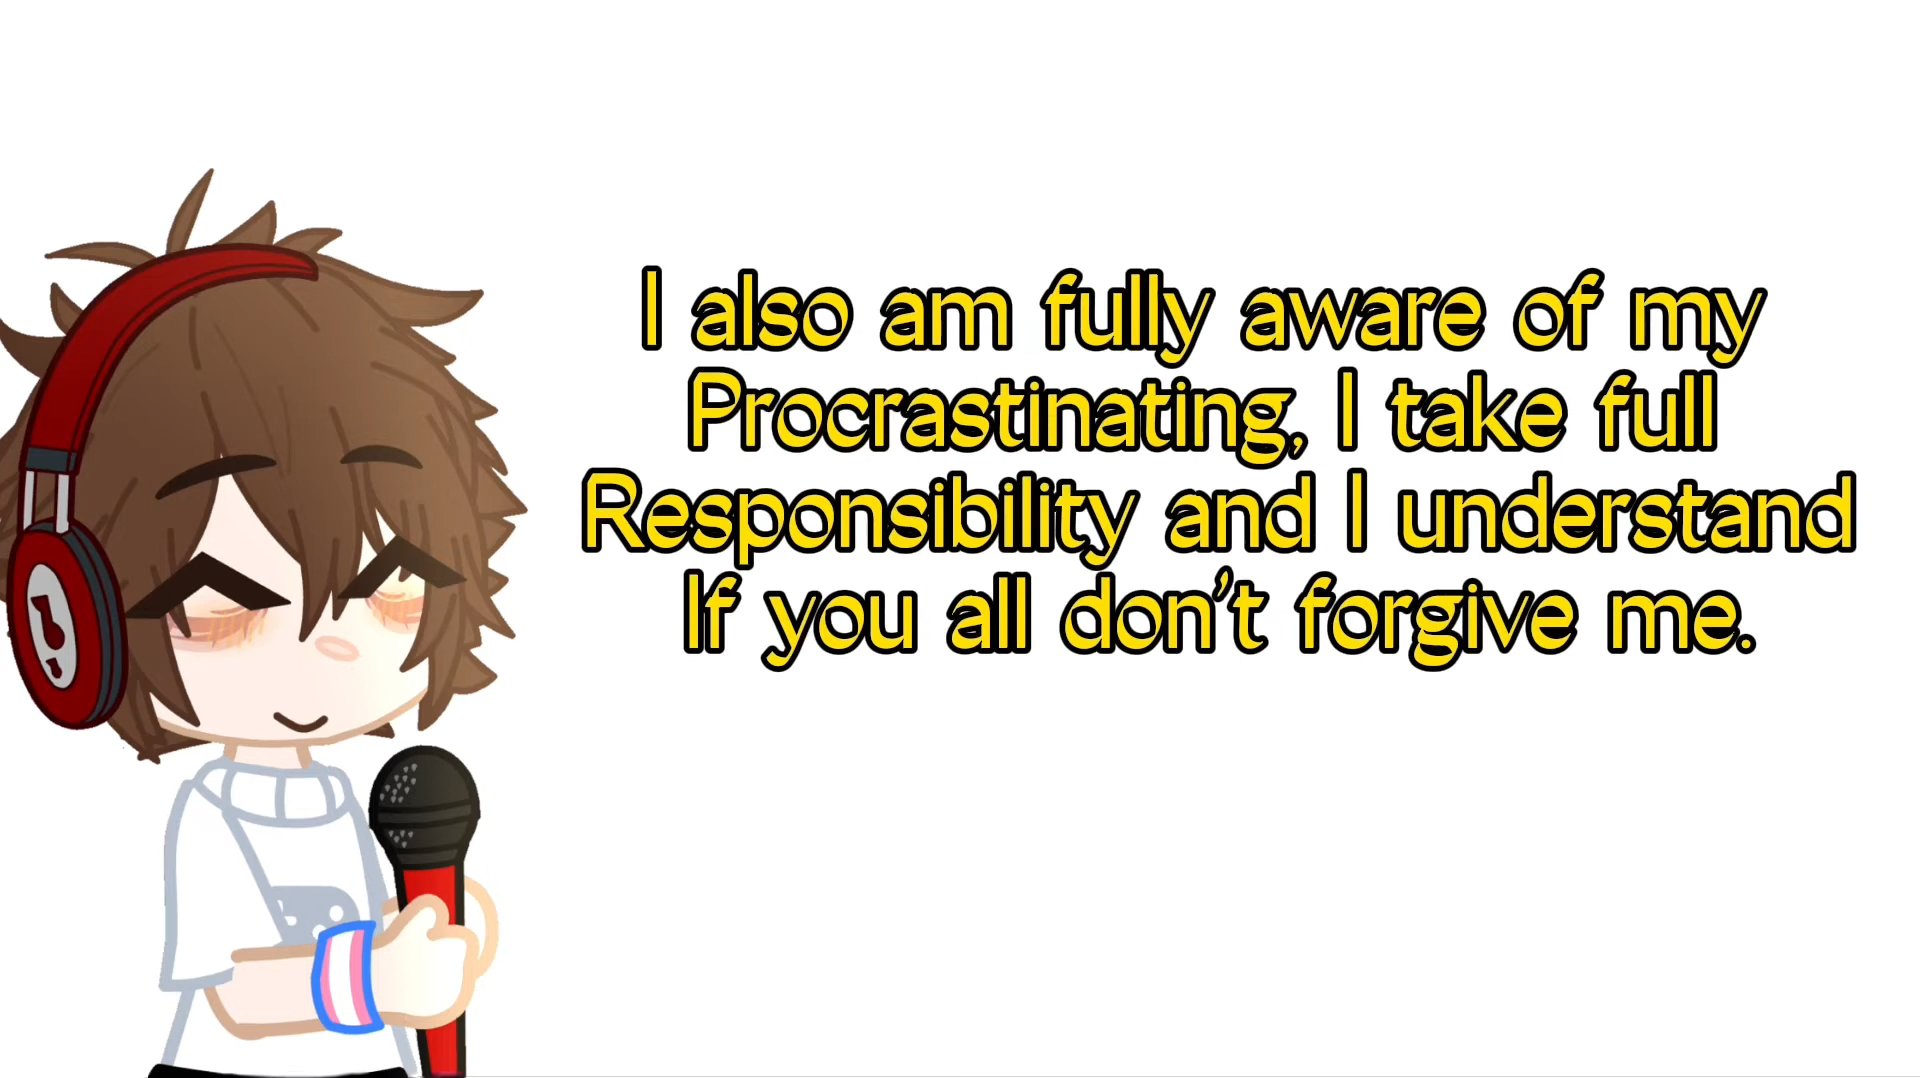 I also am fully aware of my
Procrastinating, I take full
Responsibility and I understand
If you all don't forgive me.